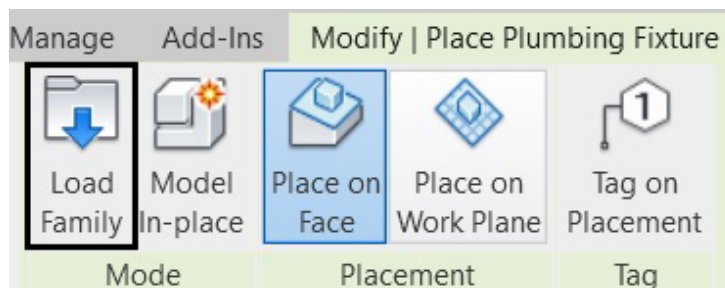 Manage Add-Ins Modify | Place Plumbing Fixture
1
Load Model Place on Place on Tag on
Family In-place Face Work Plane Placement
Mode Placement Tag